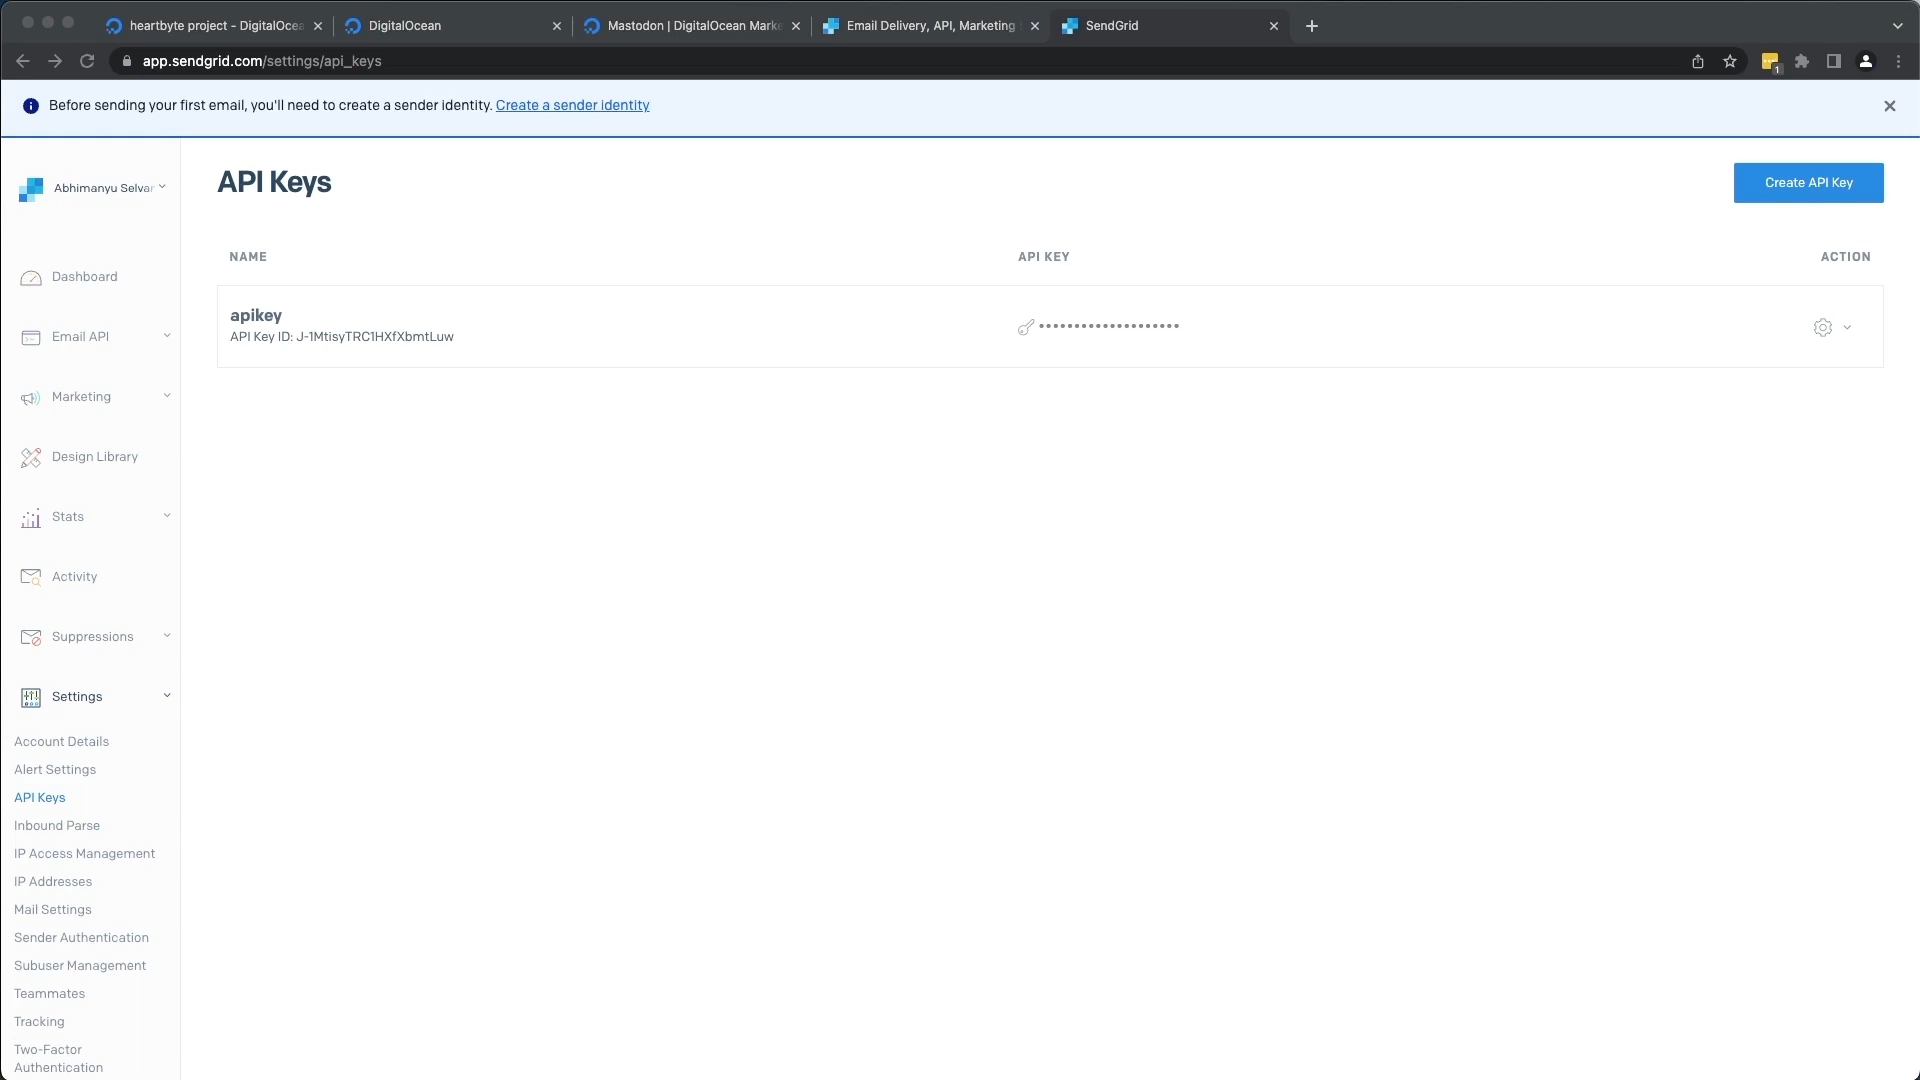 heartbyte project - DigitalOcea
DigitalOcean
Mastodon | DigitalOcean Marke
Email Delivery, API, Marketing
SendGrid
app.sendgrid.com/settings/api_keys
1
Before sending your first email, you'll need to create a sender identity. Create a sender identity
Abhimanyu Selvar
API Keys
Create API Key
NAME
API KEY
ACTION
apikey
API Key ID: J-1MtisyTRC1HXfXbmtLuw
••••••••••••••••••••
Dashboard
Email API
Marketing
Design Library
Stats
Activity
Suppressions
Settings
Account Details
Alert Settings
API Keys
Inbound Parse
IP Access Management
IP Addresses
Mail Settings
Sender Authentication
Subuser Management
Teammates
Tracking
Two-Factor
Authentication